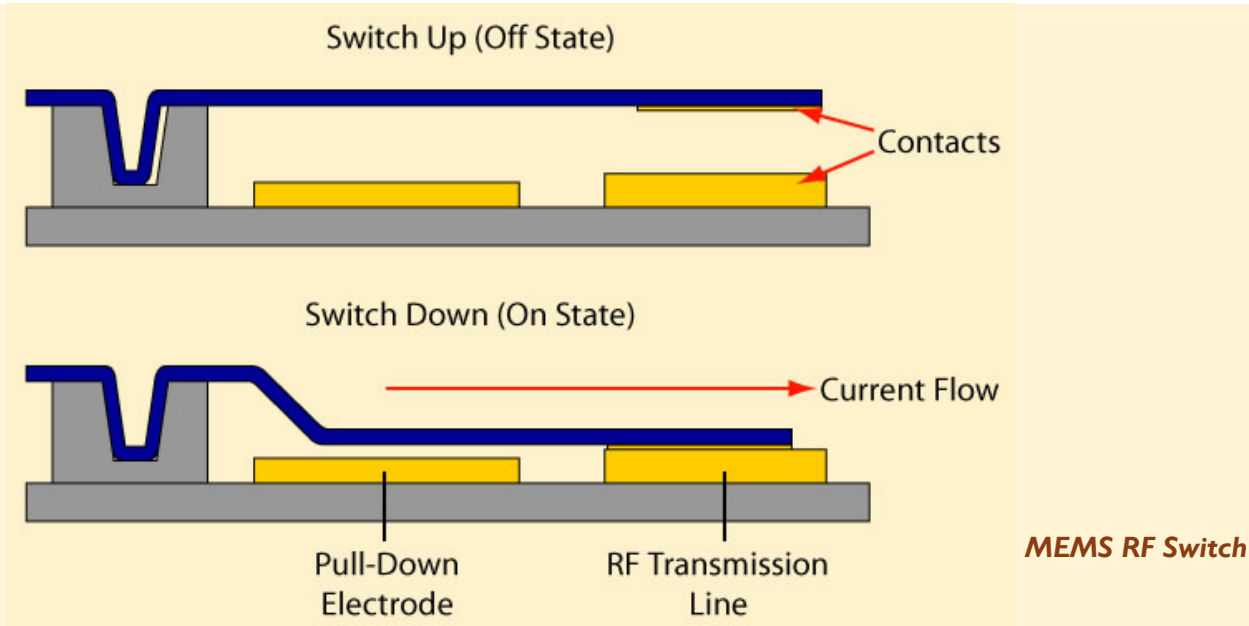 Switch Up (Off State)
Contacts
Switch Down (On State)
Current Flow
Pull-Down
Electrode
RF Transmission
Line
MEMS RF Switch